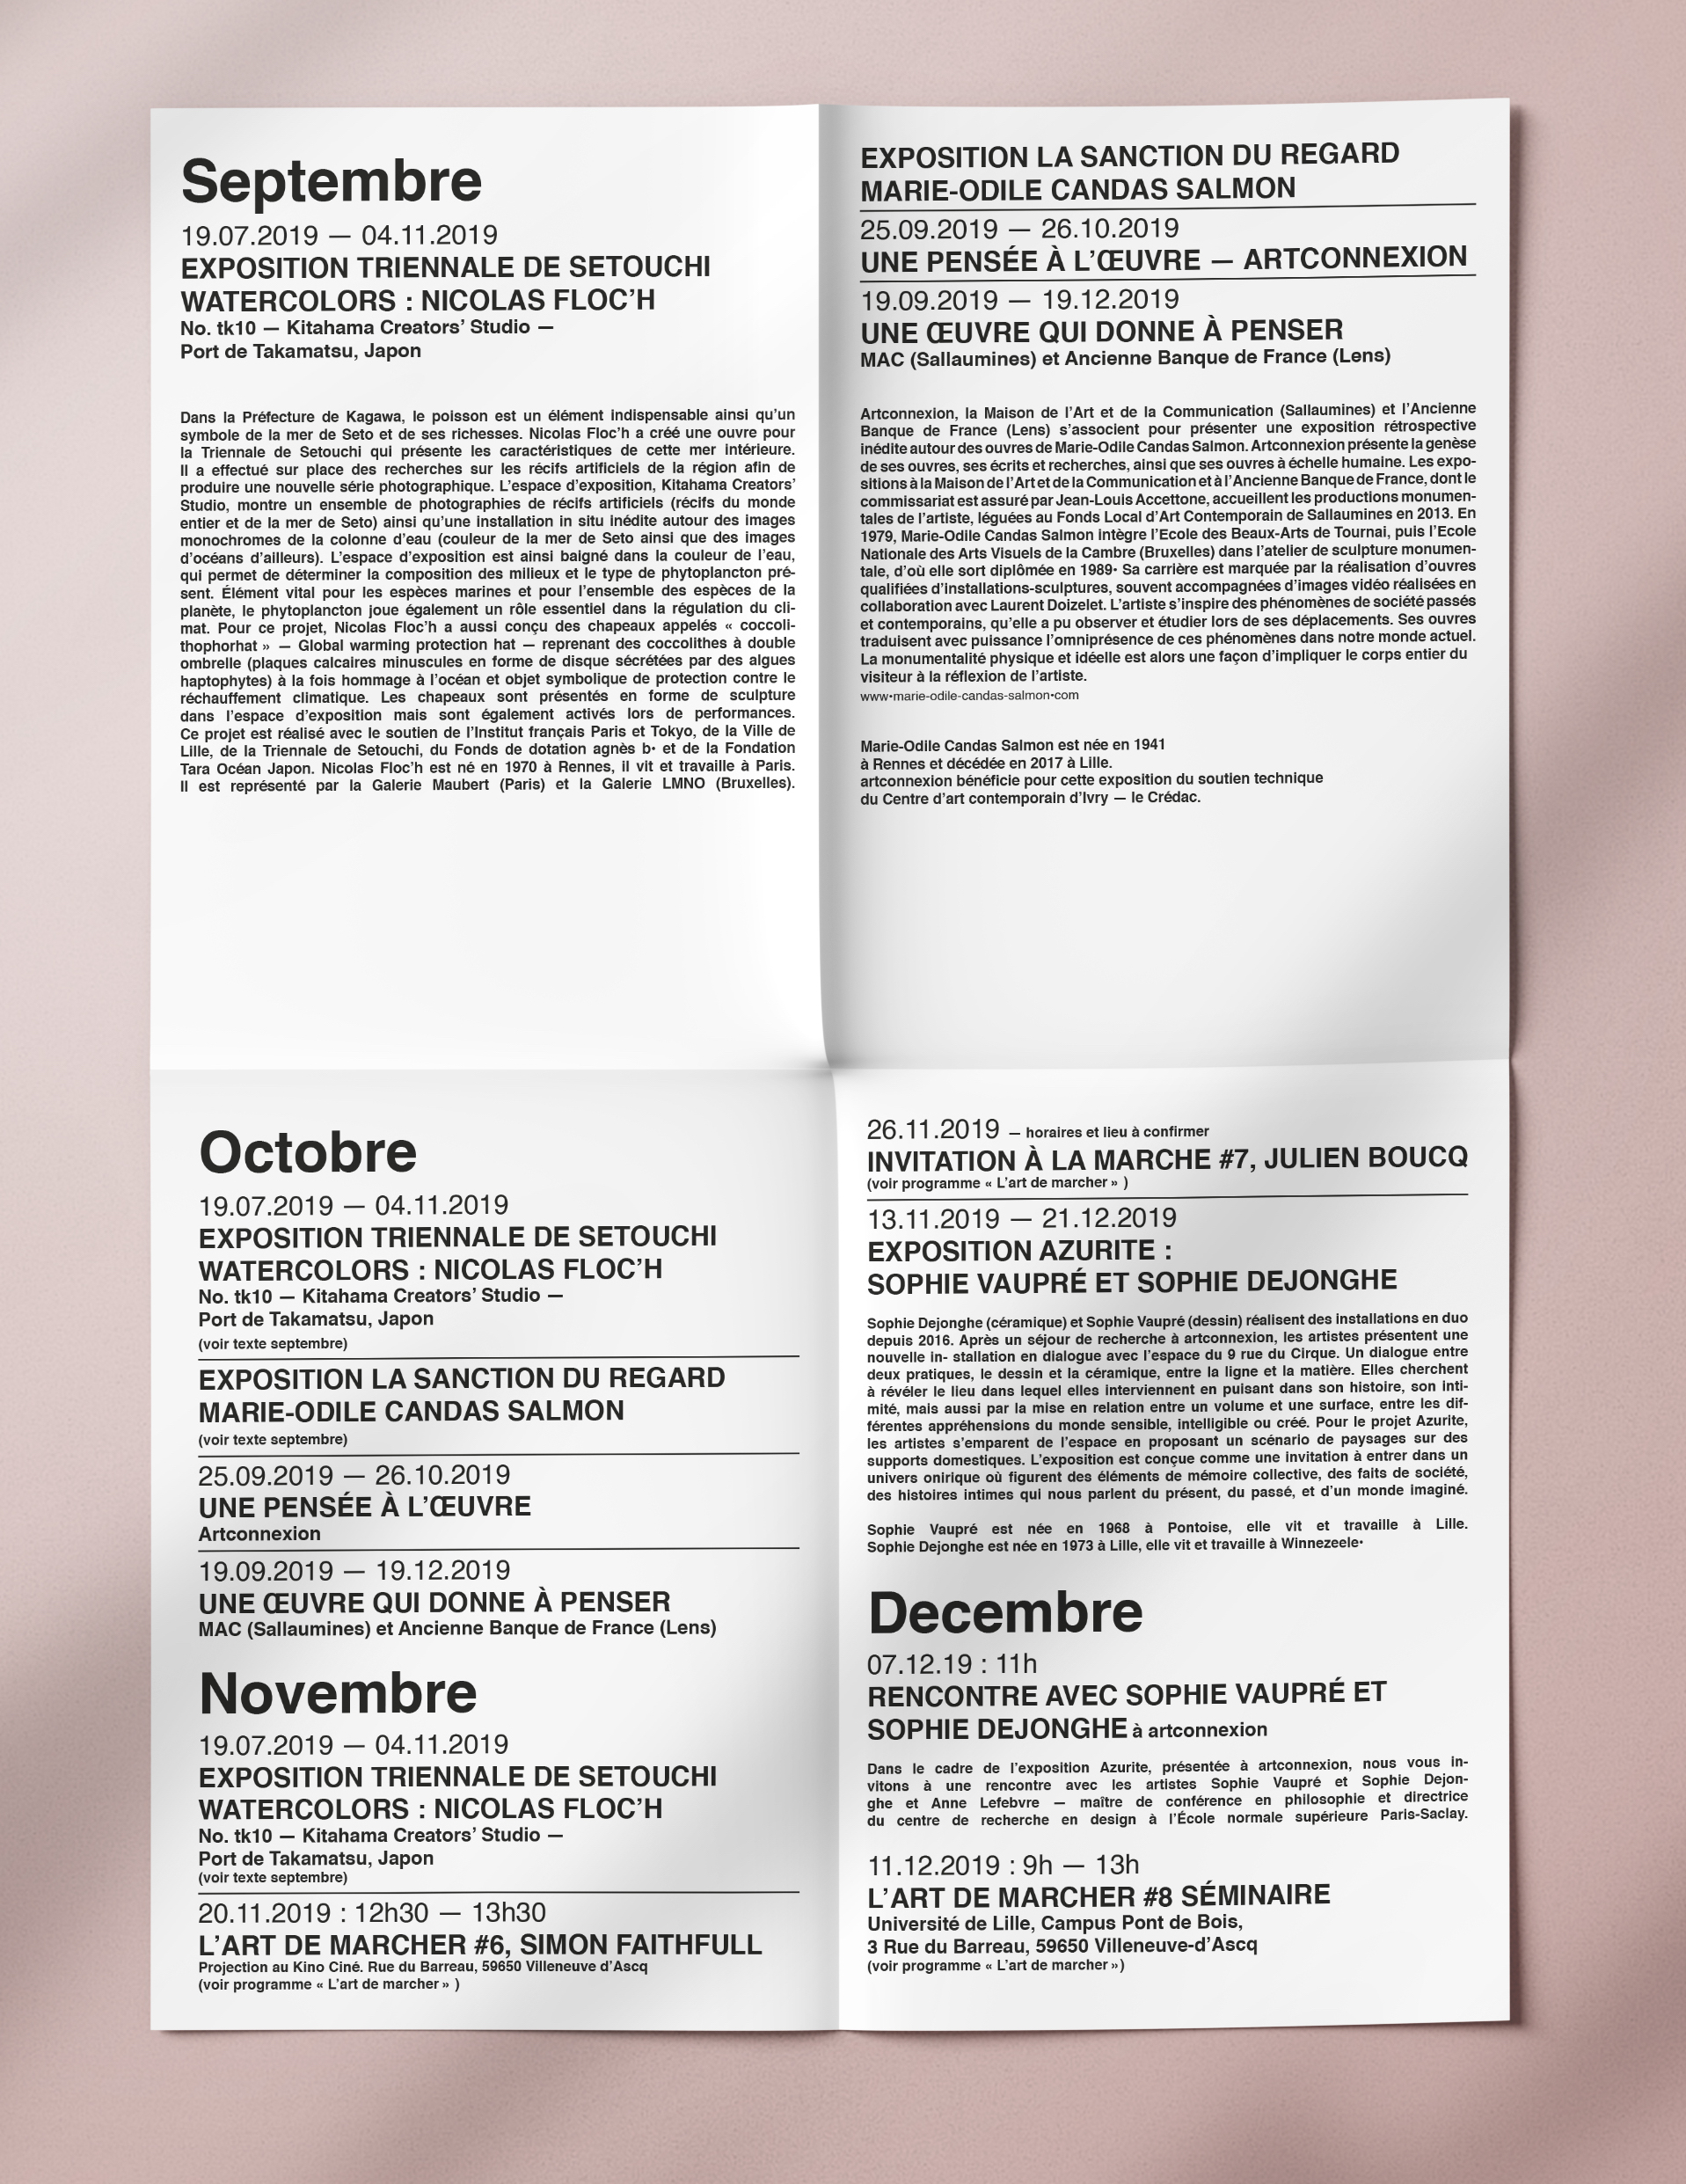 Septembre
19.07.2019 — 04.11.2019
EXPOSITION TRIENNALE DE SETOUCHI
WATERCOLORS : NICOLAS FLOC’H
No. tk10 — Kitahama Creators’ Studio —
Port de Takamatsu, Japon
Dans la Préfecture de Kagawa, le poisson est un élément indispensable ainsi qu’un
symbole de la mer de Seto et de ses richesses. Nicolas Floc’h a créé une ouvre pour
la Triennale de Setouchi qui présente les caractéristiques de cette mer intérieure.
Il a effectué sur place des recherches sur les récifs artificiels de la région afin de
produire une nouvelle série photographique. L’espace d’exposition, Kitahama Creators’
Studio, montre un ensemble de photographies de récifs artificiels (récifs du monde
entier et de la mer de Seto) ainsi qu’une installation in situ inédite autour des images
monochromes de la colonne d’eau (couleur de la mer de Seto ainsi que des images
d’océans d’ailleurs). L’espace d’exposition est ainsi baigné dans la couleur de l’eau,
qui permet de déterminer la composition des milieux et le type de phytoplancton pré-
sent. Élément vital pour les espèces marines et pour l’ensemble des espèces de la
planète, le phytoplancton joue également un rôle essentiel dans la régulation du cli-
mat. Pour ce projet, Nicolas Floc’h a aussi conçu des chapeaux appelés « coccoli-
thophorhat » — Global warming protection hat — reprenant des coccolithes à double
ombrelle (plaques calcaires minuscules en forme de disque sécrétées par des algues
haptophytes) à la fois hommage à l’océan et objet symbolique de protection contre le
réchauffement climatique. Les chapeaux sont présentés en forme de sculpture
dans l’espace d’exposition mais sont également activés lors de performances.
Ce projet est réalisé avec le soutien de l’Institut français Paris et Tokyo, de la Ville de
Lille, de la Triennale de Setouchi, du Fonds de dotation agnès b• et de la Fondation
Tara Océan Japon. Nicolas Floc’h est né en 1970 à Rennes, il vit et travaille à Paris.
Il est représenté par la Galerie Maubert (Paris) et la Galerie LMNO (Bruxelles).
EXPOSITION LA SANCTION DU REGARD
MARIE-ODILE CANDAS SALMON
25.09.2019 — 26.10.2019
UNE PENSÉE À L’ŒUVRE — ARTCONNEXION
19.09.2019 — 19.12.2019
UNE ŒUVRE QUI DONNE À PENSER
MAC (Sallaumines) et Ancienne Banque de France (Lens)
Artconnexion, la Maison de l’Art et de la Communication (Sallaumines) et l’Ancienne
Banque de France (Lens) s’associent pour présenter une exposition rétrospective
inédite autour des ouvres de Marie-Odile Candas Salmon. Artconnexion présente la genèse
de ses ouvres, ses écrits et recherches, ainsi que ses ouvres à échelle humaine. Les expo-
sitions à la Maison de l’Art et de la Communication et à l’Ancienne Banque de France, dont le
commissariat est assuré par Jean-Louis Accettone, accueillent les productions monumen-
tales de l’artiste, léguées au Fonds Local d’Art Contemporain de Sallaumines en 2013. En
1979, Marie-Odile Candas Salmon intègre l’Ecole des Beaux-Arts de Tournai, puis l’Ecole
Nationale des Arts Visuels de la Cambre (Bruxelles) dans l’atelier de sculpture monumen-
tale, d’où elle sort diplômée en 1989• Sa carrière est marquée par la réalisation d’ouvres
qualifiées d’installations-sculptures, souvent accompagnées d’images vidéo réalisées en
collaboration avec Laurent Doizelet. L’artiste s’inspire des phénomènes de société passés
et contemporains, qu’elle a pu observer et étudier lors de ses déplacements. Ses ouvres
traduisent avec puissance l’omniprésence de ces phénomènes dans notre monde actuel.
La monumentalité physique et idéelle est alors une façon d’impliquer le corps entier du
visiteur à la réflexion de l’artiste.
www•marie-odile-candas-salmon•com
Marie-Odile Candas Salmon est née en 1941
à Rennes et décédée en 2017 à Lille.
artconnexion bénéficie pour cette exposition du soutien technique
du Centre d’art contemporain d’Ivry — le Crédac.
Octobre
19.07.2019 — 04.11.2019
EXPOSITION TRIENNALE DE SETOUCHI
WATERCOLORS : NICOLAS FLOC’H
No. tk10 — Kitahama Creators’ Studio —
Port de Takamatsu, Japon
(voir texte septembre)
EXPOSITION LA SANCTION DU REGARD
MARIE-ODILE CANDAS SALMON
(voir texte septembre)
25.09.2019 — 26.10.2019
UNE PENSÉE À L’ŒUVRE
Artconnexion
19.09.2019 — 19.12.2019
UNE ŒUVRE QUI DONNE À PENSER
MAC (Sallaumines) et Ancienne Banque de France (Lens)
Novembre
19.07.2019 — 04.11.2019
EXPOSITION TRIENNALE DE SETOUCHI
WATERCOLORS : NICOLAS FLOC’H
No. tk10 — Kitahama Creators’ Studio —
Port de Takamatsu, Japon
(voir texte septembre)
20.11.2019 : 12h30 — 13h30
L’ART DE MARCHER #6, SIMON FAITHFULL
Projection au Kino Ciné. Rue du Barreau, 59650 Villeneuve d’Ascq
(voir programme « L’art de marcher » )
26.11.2019 — horaires et lieu à confirmer
INVITATION À LA MARCHE #7, JULIEN BOUCQ
(voir programme « L’art de marcher » )
13.11.2019 — 21.12.2019
EXPOSITION AZURITE :
SOPHIE VAUPRÉ ET SOPHIE DEJONGHE
Sophie Dejonghe (céramique) et Sophie Vaupré (dessin) réalisent des installations en duo
depuis 2016. Après un séjour de recherche à artconnexion, les artistes présentent une
nouvelle in- stallation en dialogue avec l’espace du 9 rue du Cirque. Un dialogue entre
deux pratiques, le dessin et la céramique, entre la ligne et la matière. Elles cherchent
à révéler le lieu dans lequel elles interviennent en puisant dans son histoire, son inti-
mité, mais aussi par la mise en relation entre un volume et une surface, entre les dif-
férentes appréhensions du monde sensible, intelligible ou créé. Pour le projet Azurite,
les artistes s’emparent de l’espace en proposant un scénario de paysages sur des
supports domestiques. L’exposition est conçue comme une invitation à entrer dans un
univers onirique où figurent des éléments de mémoire collective, des faits de société,
des histoires intimes qui nous parlent du présent, du passé, et d’un monde imaginé.
Sophie Vaupré est née en 1968 à Pontoise, elle vit et travaille à Lille.
Sophie Dejonghe est née en 1973 à Lille, elle vit et travaille à Winnezeele•
Decembre
07.12.19 : 11h
RENCONTRE AVEC SOPHIE VAUPRÉ ET
SOPHIE DEJONGHE à artconnexion
Dans le cadre de l’exposition Azurite, présentée à artconnexion, nous vous in-
vitons à une rencontre avec les artistes Sophie Vaupré et Sophie Dejon-
ghe et Anne Lefebvre — maître de conférence en philosophie et directrice
du centre de recherche en design à l’École normale supérieure Paris-Saclay.
11.12.2019 : 9h — 13h
L’ART DE MARCHER #8 SÉMINAIRE
Université de Lille, Campus Pont de Bois,
3 Rue du Barreau, 59650 Villeneuve-d’Ascq
(voir programme « L’art de marcher »)